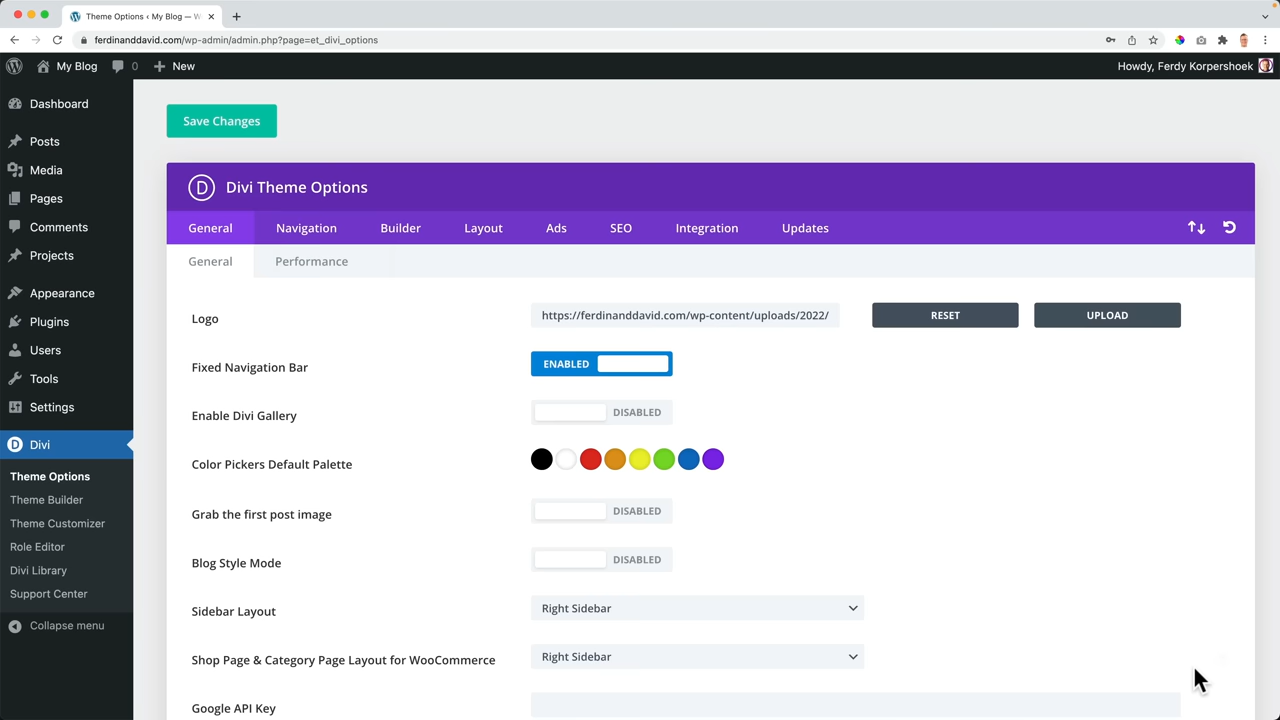 Theme Options ‹ My Blog — W
ferdinanddavid.com/wp-admin/admin.php?page=et_divi_options
My Blog 0 New Howdy, Ferdy Korpershoek
Dashboard
Posts
Media
Pages
Comments
Projects
Appearance
Plugins
Users
Tools
Settings
Divi
Theme Options
Theme Builder
Theme Customizer
Role Editor
Divi Library
Support Center
Collapse menu
Save Changes
D Divi Theme Options
General Navigation Builder Layout Ads SEO Integration Updates
General Performance
Logo https://ferdinanddavid.com/wp-content/uploads/2022/ RESET UPLOAD
Fixed Navigation Bar ENABLED
Enable Divi Gallery DISABLED
Color Pickers Default Palette
Grab the first post image DISABLED
Blog Style Mode DISABLED
Sidebar Layout Right Sidebar
Shop Page & Category Page Layout for WooCommerce Right Sidebar
Google API Key